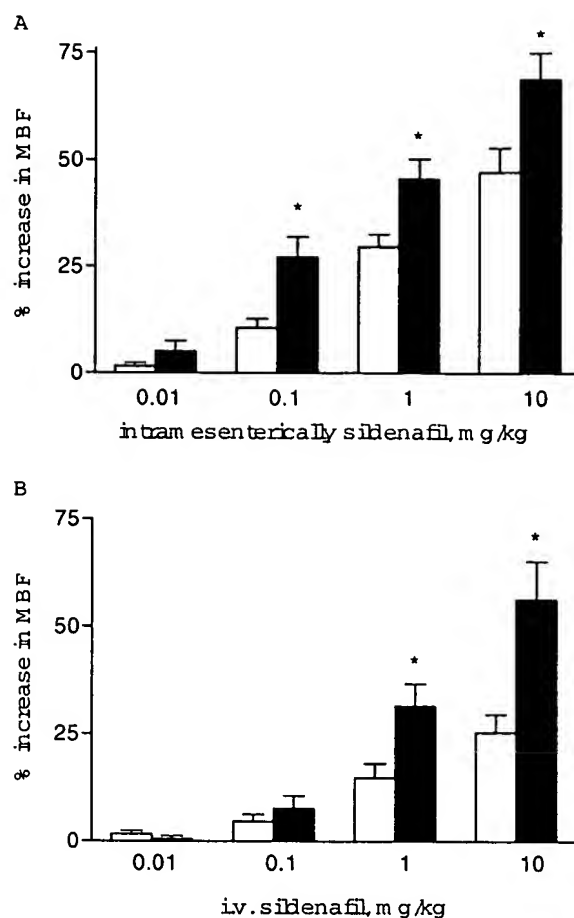 A
75
50
25
0
% increase in MBF
*
*
*
0.01 0.1 1 10
intramesenterically sildenafil, mg/kg
B
75
50
25
0
% increase in MBF
*
*
0.01 0.1 1 10
i.v. sildenafil, mg/kg